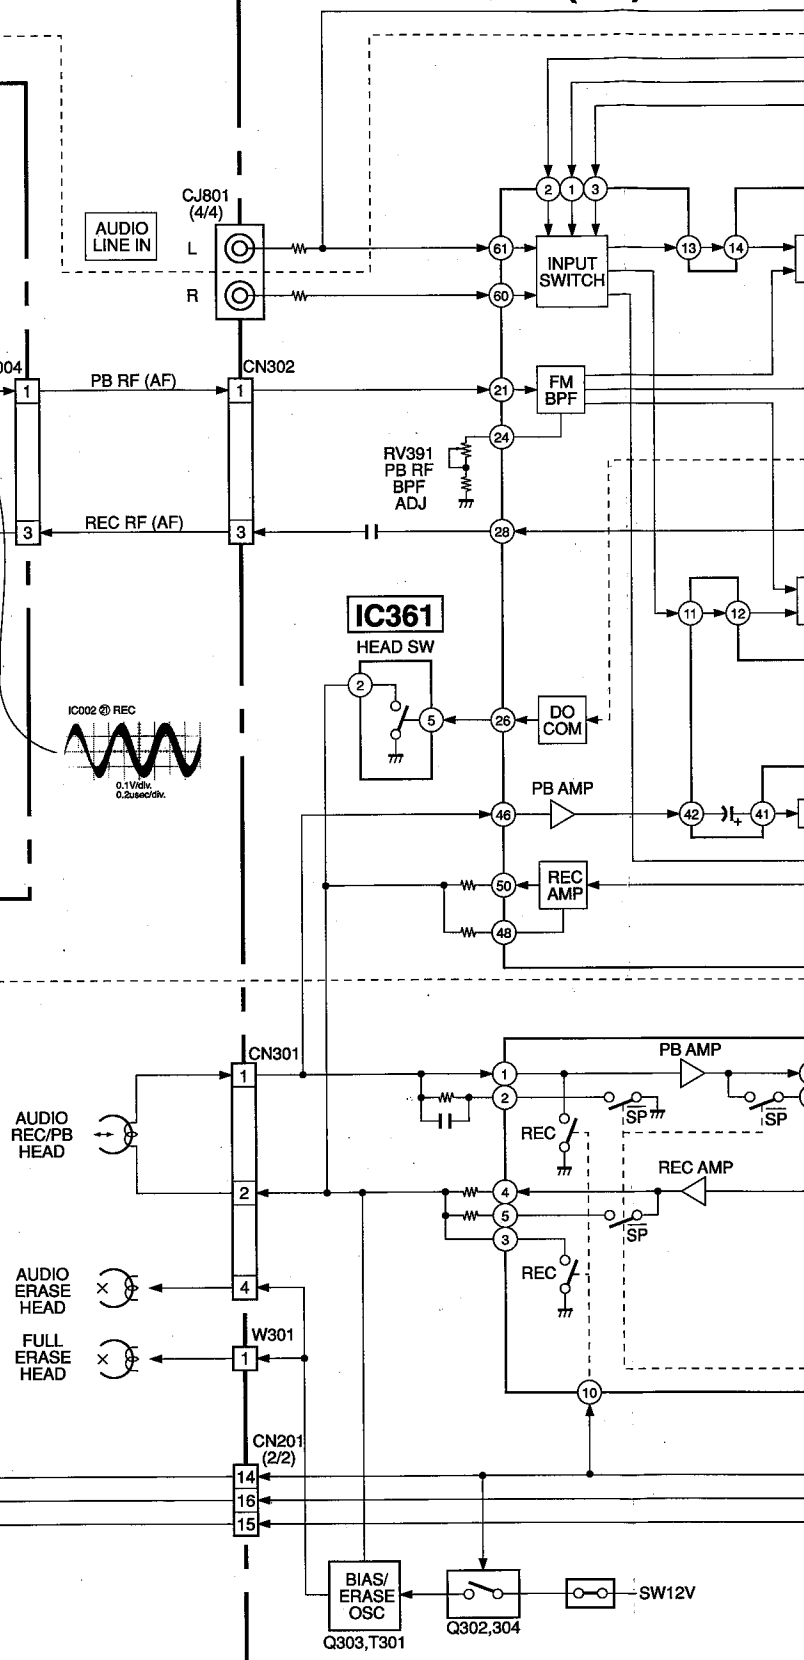 CJ801
(4/4)
AUDIO
LINE IN
L
R
2 1 3
61
60
INPUT
SWITCH
13 14
004
CN302
1
PB RF (AF)
1
21
FM
BPF
24
RV391
PB RF
BPF
ADJ
3
REC RF (AF)
3
28
IC361
HEAD SW
11 12
2
5
26
DO
COM
IC002 ㉑ REC
0.1V/div.
0.2usec/div.
PB AMP
46
42
+
41
50
REC
AMP
48
CN301
1
1
PB AMP
2
SP
SP
AUDIO
REC/PB
HEAD
REC
2
4
REC AMP
5
SP
3
REC
AUDIO
ERASE
HEAD
4
FULL
ERASE
HEAD
W301
1
10
CN201
(2/2)
14
16
15
BIAS/
ERASE
OSC
Q303,T301
Q302,304
SW12V